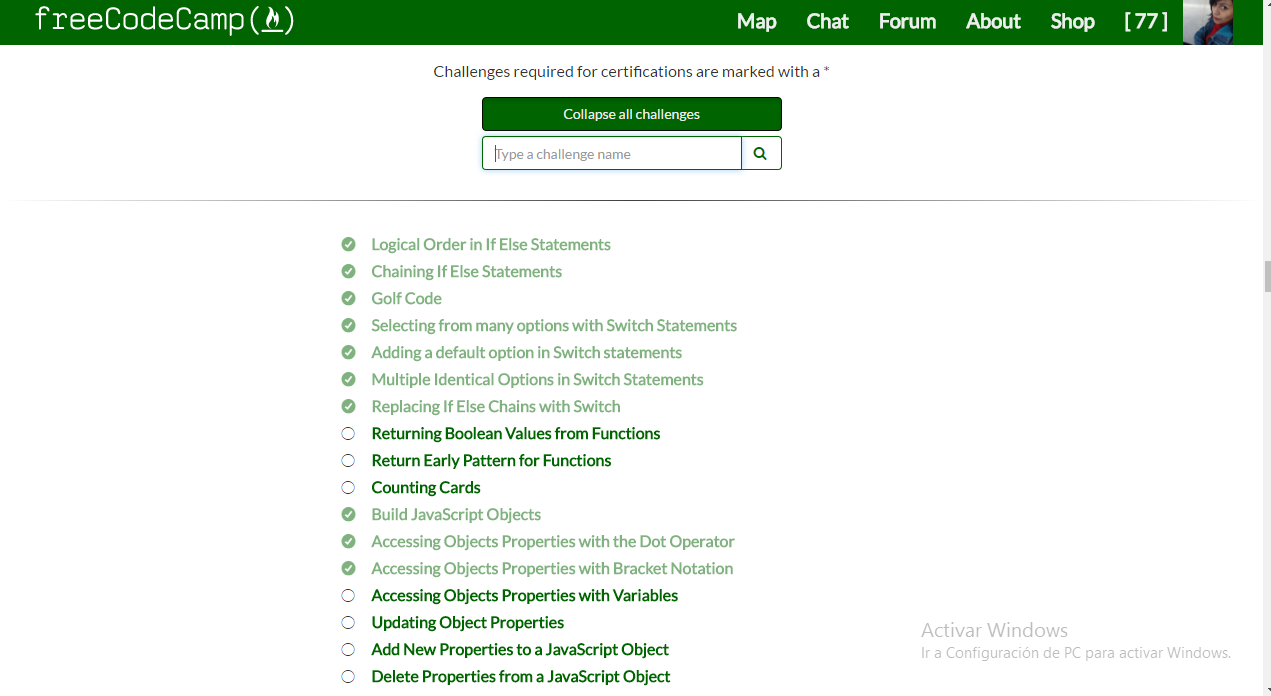 freeCodeCamp
Map Chat Forum About Shop [ 77 ]
Challenges required for certifications are marked with a *
Collapse all challenges
Type a challenge name
Logical Order in If Else Statements
Chaining If Else Statements
Golf Code
Selecting from many options with Switch Statements
Adding a default option in Switch statements
Multiple Identical Options in Switch Statements
Replacing If Else Chains with Switch
Returning Boolean Values from Functions
Return Early Pattern for Functions
Counting Cards
Build JavaScript Objects
Accessing Objects Properties with the Dot Operator
Accessing Objects Properties with Bracket Notation
Accessing Objects Properties with Variables
Updating Object Properties
Add New Properties to a JavaScript Object
Delete Properties from a JavaScript Object
Activar Windows
Ir a Configuración de PC para activar Windows.